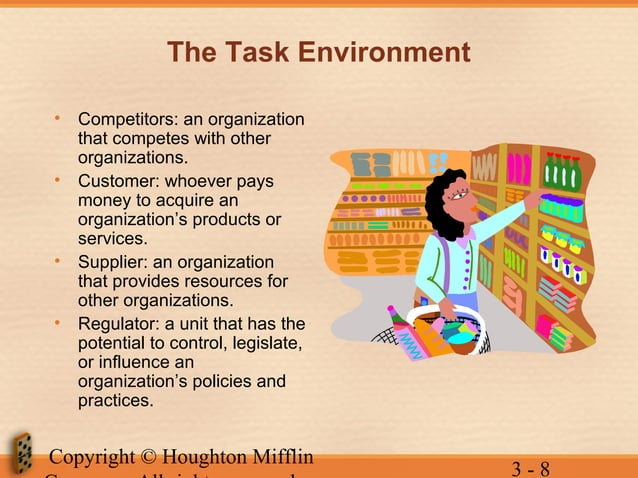 The Task Environment
• Competitors: an organization
that competes with other
organizations.
• Customer: whoever pays
money to acquire an
organization’s products or
services.
• Supplier: an organization
that provides resources for
other organizations.
• Regulator: a unit that has the
potential to control, legislate,
or influence an
organization’s policies and
practices.
Copyright © Houghton Mifflin
3 - 8